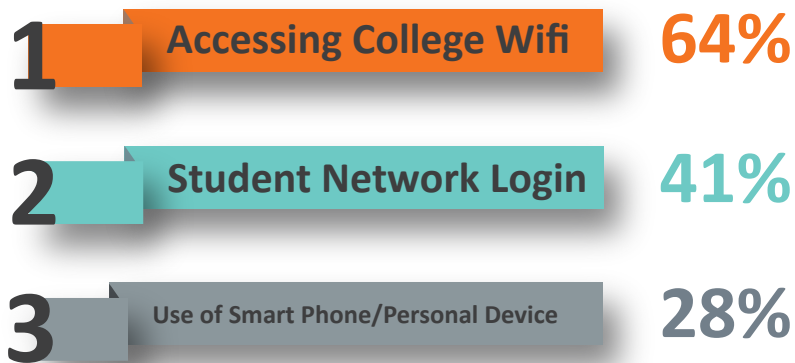 1 Accessing College Wifi 64%
2 Student Network Login 41%
3 Use of Smart Phone/Personal Device 28%